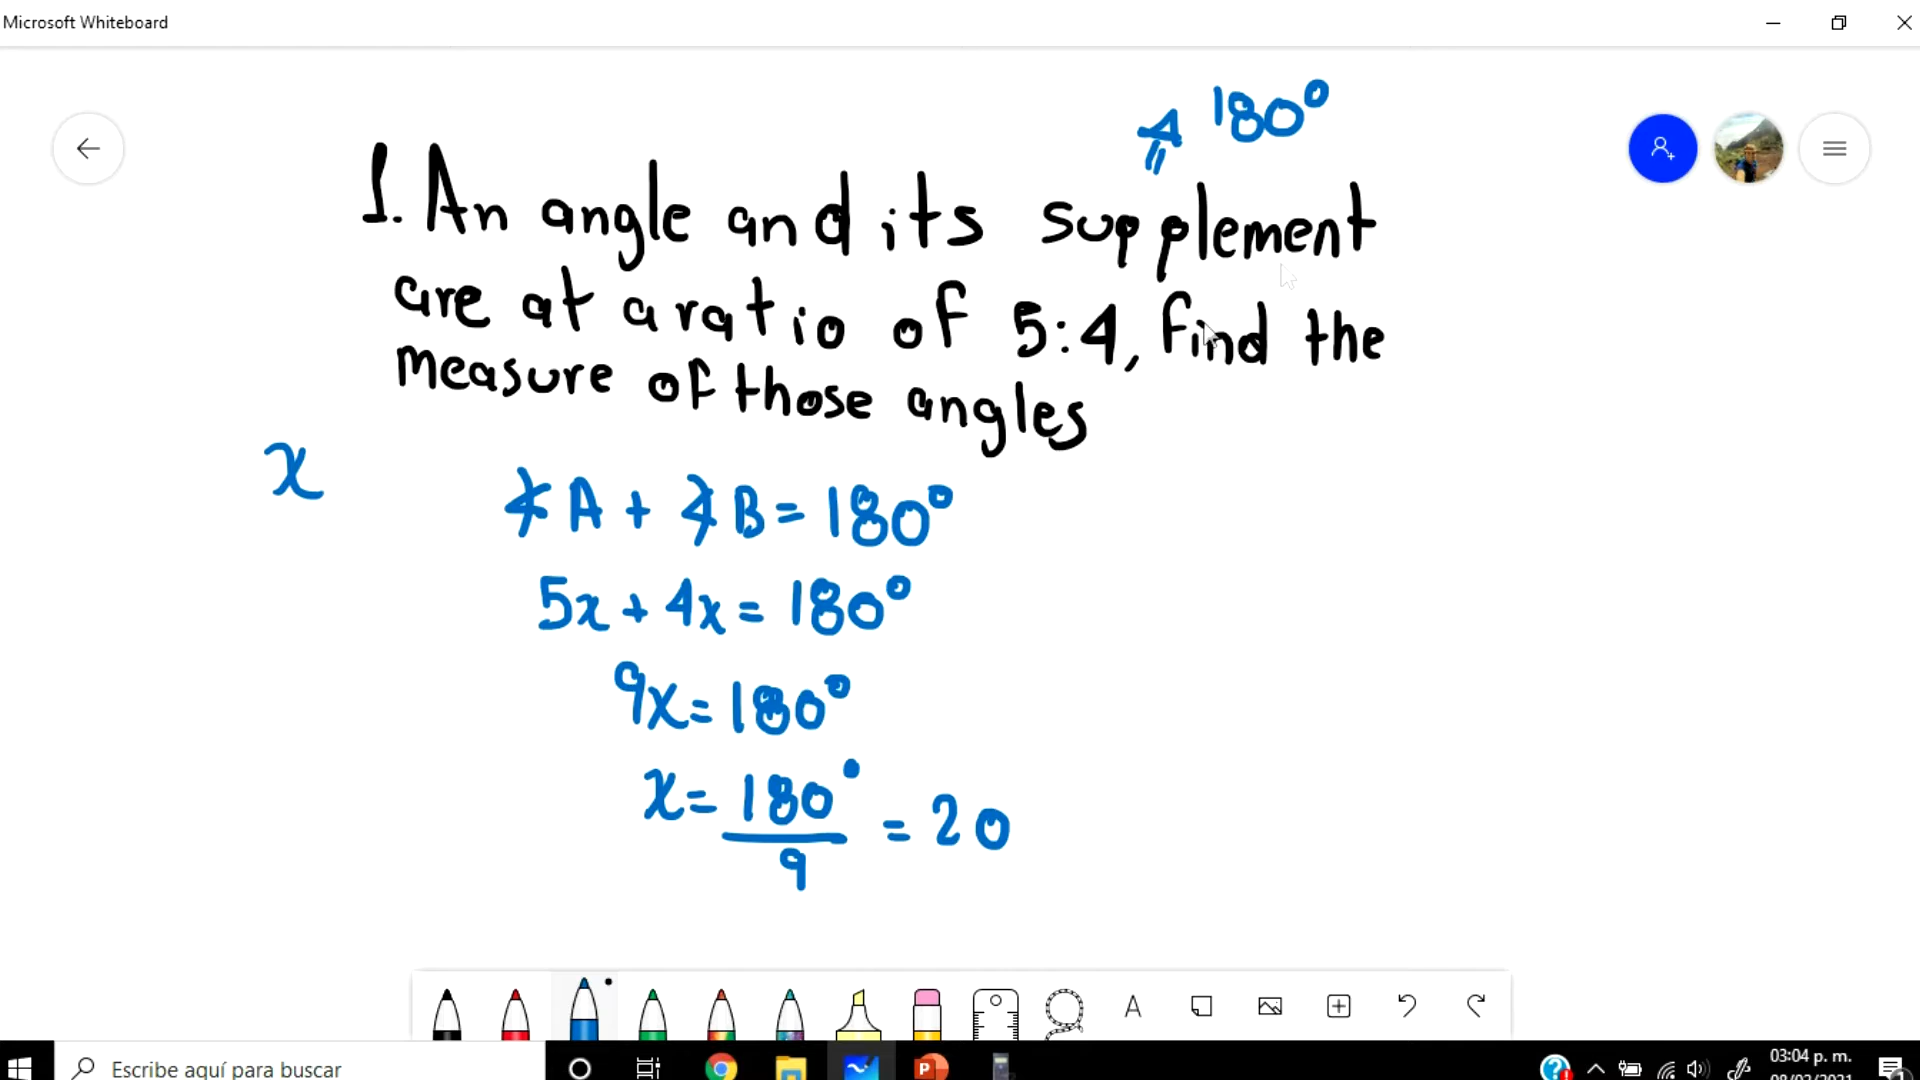 Microsoft Whiteboard
∡ 180°
1. An angle and its supplement
are at a ratio of 5:4, find the
measure of those angles
x
∡A + ∡B = 180°
5x + 4x = 180°
9x = 180°
x = 180° / 9 = 20
Escribe aquí para buscar
03:04 p. m.